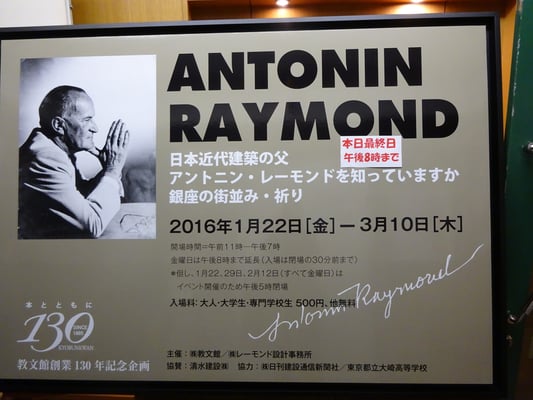 ANTONIN
RAYMOND
本日最終日
午後8時まで
日本近代建築の父
アントニン・レーモンドを知っていますか
銀座の街並み・祈り
2016年1月22日[金] — 3月10日[木]
開場時間=午前11時—午後7時
金曜日は午後8時まで延長(入場は閉場の30分前まで)
*但し、1月22、29日、2月12日(すべて金曜日)は
イベント開催のため午後5時閉場
入場料:大人・大学生・専門学校生 500円、他無料
Antonin Raymond
本とともに
130
SINCE
1885
KYOBUNKWAN
教文館創業130年記念企画
主催:㈱教文館/㈱レーモンド設計事務所
協賛:清水建設㈱ 協力:㈱日刊建設通信新聞社/東京都立大崎高等学校